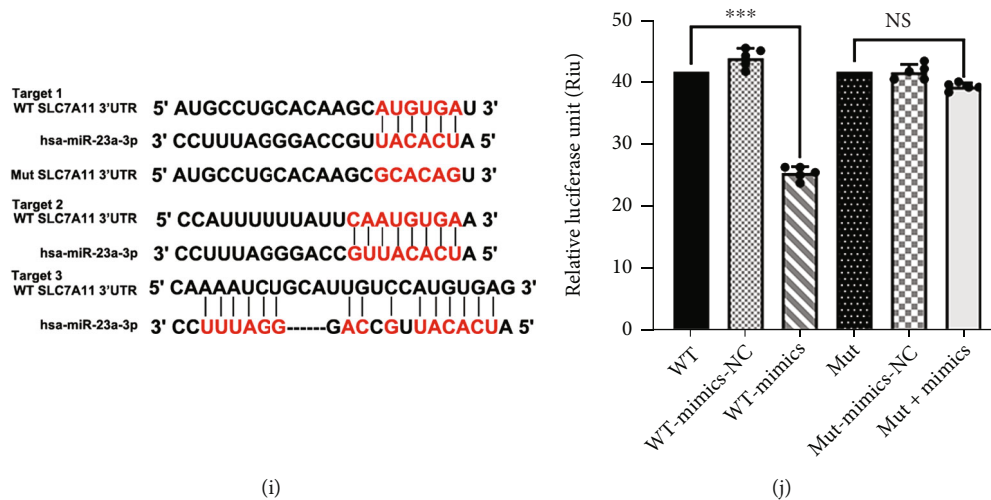 Target 1
WT SLC7A11 3'UTR 5' AUGCCUGCACAAGCAUGUGAU 3'
hsa-miR-23a-3p 3' CCUUUAGGGACCGUUACACUA 5'
Mut SLC7A11 3'UTR 5' AUGCCUGCACAAGCGCACAGU 3'
Target 2
WT SLC7A11 3'UTR 5' CCAUUUUUUAUUCAAUGUGAA 3'
hsa-miR-23a-3p 3' CCUUUAGGGACCGUUACACUA 5'
Target 3
WT SLC7A11 3'UTR 5' CAAAAUCUGCAUUGUCCAUGUGAG 3'
hsa-miR-23a-3p 3' CCUUUAGG------GACCGUUACACUA 5'
(i)
Relative luciferase unit (Riu)
50
40
30
20
10
0
***
NS
WT
WT-mimics-NC
WT-mimics
Mut
Mut-mimics-NC
Mut + mimics
(j)